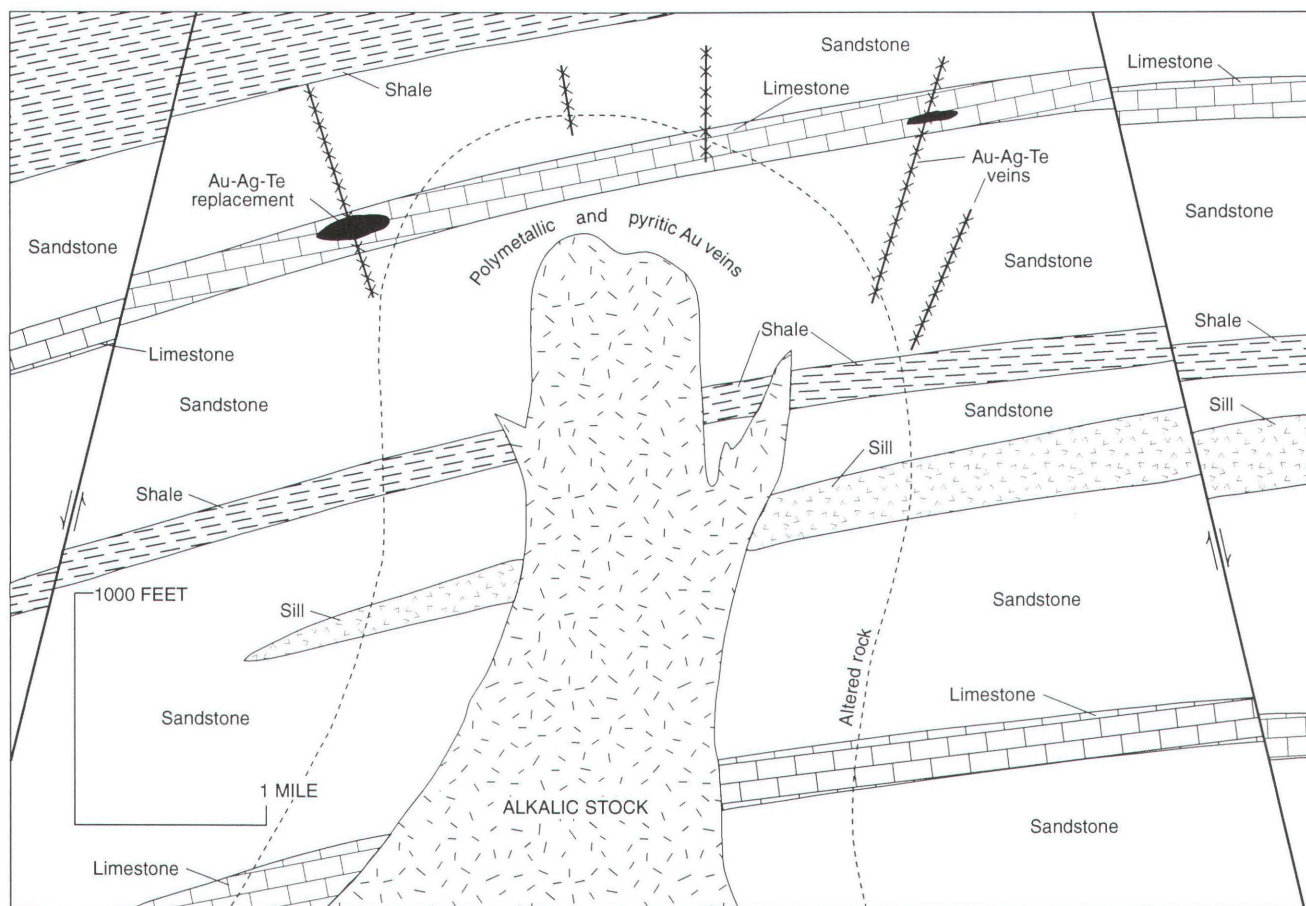 Sandstone
Limestone
Shale
Limestone
Au-Ag-Te
replacement
Au-Ag-Te
veins
Sandstone
Sandstone
Polymetallic and pyritic Au veins
Sandstone
Shale
Shale
Limestone
Sandstone
Sandstone
Sill
Sill
Shale
1000 FEET
Sill
Sandstone
Altered rock
Limestone
Sandstone
1 MILE
ALKALIC STOCK
Sandstone
Limestone